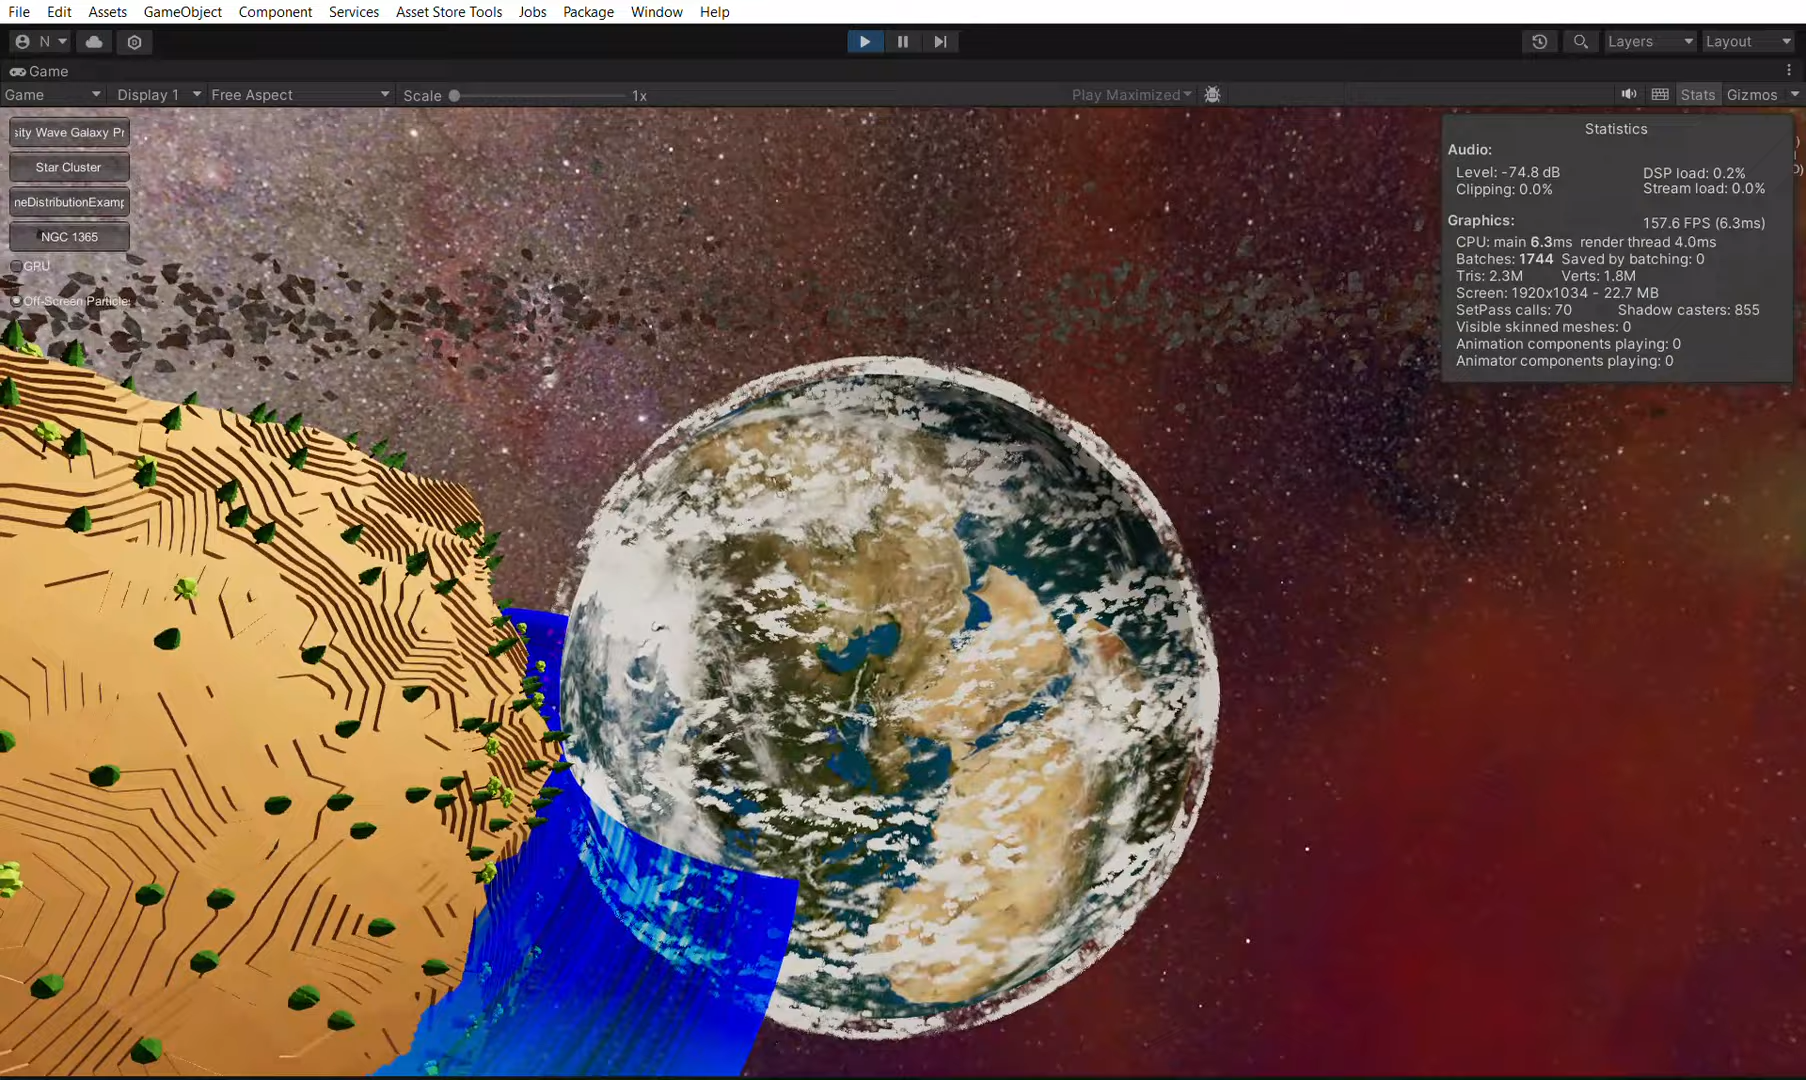 File Edit Assets GameObject Component Services Asset Store Tools Jobs Package Window Help
N Layers Layout
Game
Game Display 1 Free Aspect Scale 1x Play Maximized Stats Gizmos
sity Wave Galaxy Pr
Star Cluster
neDistributionExamp
NGC 1365
GRU
Off-Screen Particle
Statistics
Audio:
Level: -74.8 dB DSP load: 0.2%
Clipping: 0.0% Stream load: 0.0%
Graphics: 157.6 FPS (6.3ms)
CPU: main 6.3ms render thread 4.0ms
Batches: 1744 Saved by batching: 0
Tris: 2.3M Verts: 1.8M
Screen: 1920x1034 - 22.7 MB
SetPass calls: 70 Shadow casters: 855
Visible skinned meshes: 0
Animation components playing: 0
Animator components playing: 0